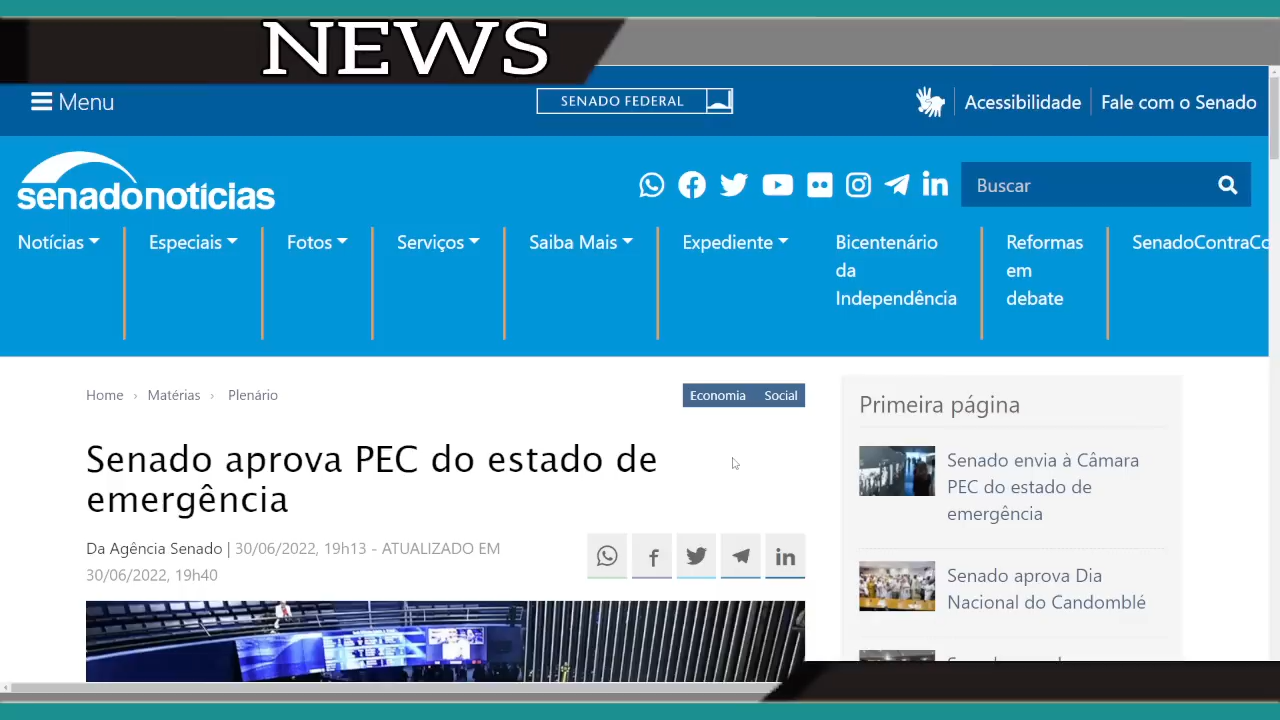 NEWS
Menu
SENADO FEDERAL
Acessibilidade
Fale com o Senado
senadonotícias
Buscar
Notícias
Especiais
Fotos
Serviços
Saiba Mais
Expediente
Bicentenário
da
Independência
Reformas
em
debate
SenadoContraCo
Home › Matérias › Plenário
Economia
Social
Senado aprova PEC do estado de
emergência
Da Agência Senado | 30/06/2022, 19h13 - ATUALIZADO EM
30/06/2022, 19h40
Primeira página
Senado envia à Câmara
PEC do estado de
emergência
Senado aprova Dia
Nacional do Candomblé